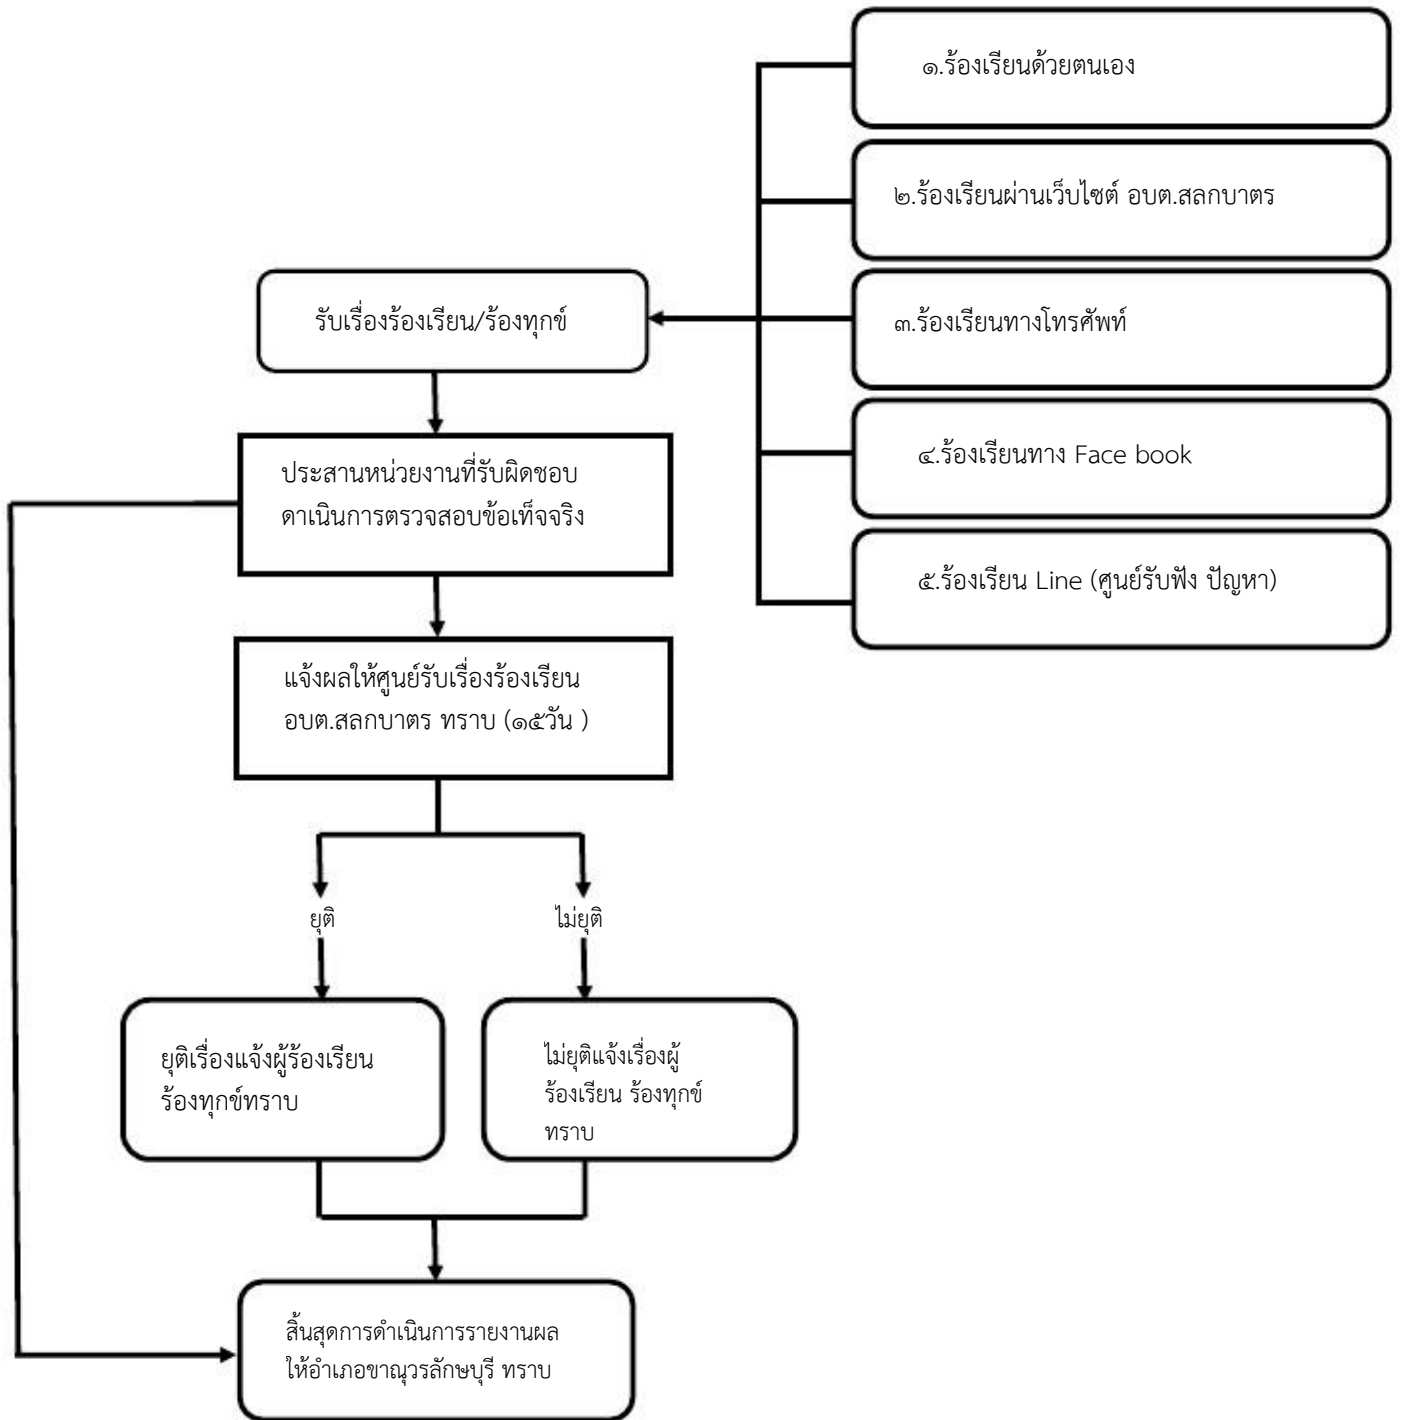 ๑.ร้องเรียนด้วยตนเอง
๒.ร้องเรียนผ่านเว็บไซต์ อบต.สลกบาตร
รับเรื่องร้องเรียน/ร้องทุกข์
๓.ร้องเรียนทางโทรศัพท์
๔.ร้องเรียนทาง Face book
ประสานหน่วยงานที่รับผิดชอบ
ดาเนินการตรวจสอบข้อเท็จจริง
๕.ร้องเรียน Line (ศูนย์รับฟัง ปัญหา)
แจ้งผลให้ศูนย์รับเรื่องร้องเรียน
อบต.สลกบาตร ทราบ (๑๕วัน )
ยุติ
ไม่ยุติ
ยุติเรื่องแจ้งผู้ร้องเรียน
ร้องทุกข์ทราบ
ไม่ยุติแจ้งเรื่องผู้
ร้องเรียน ร้องทุกข์
ทราบ
สิ้นสุดการดำเนินการรายงานผล
ให้อำเภอขาณุวรลักษบุรี ทราบ